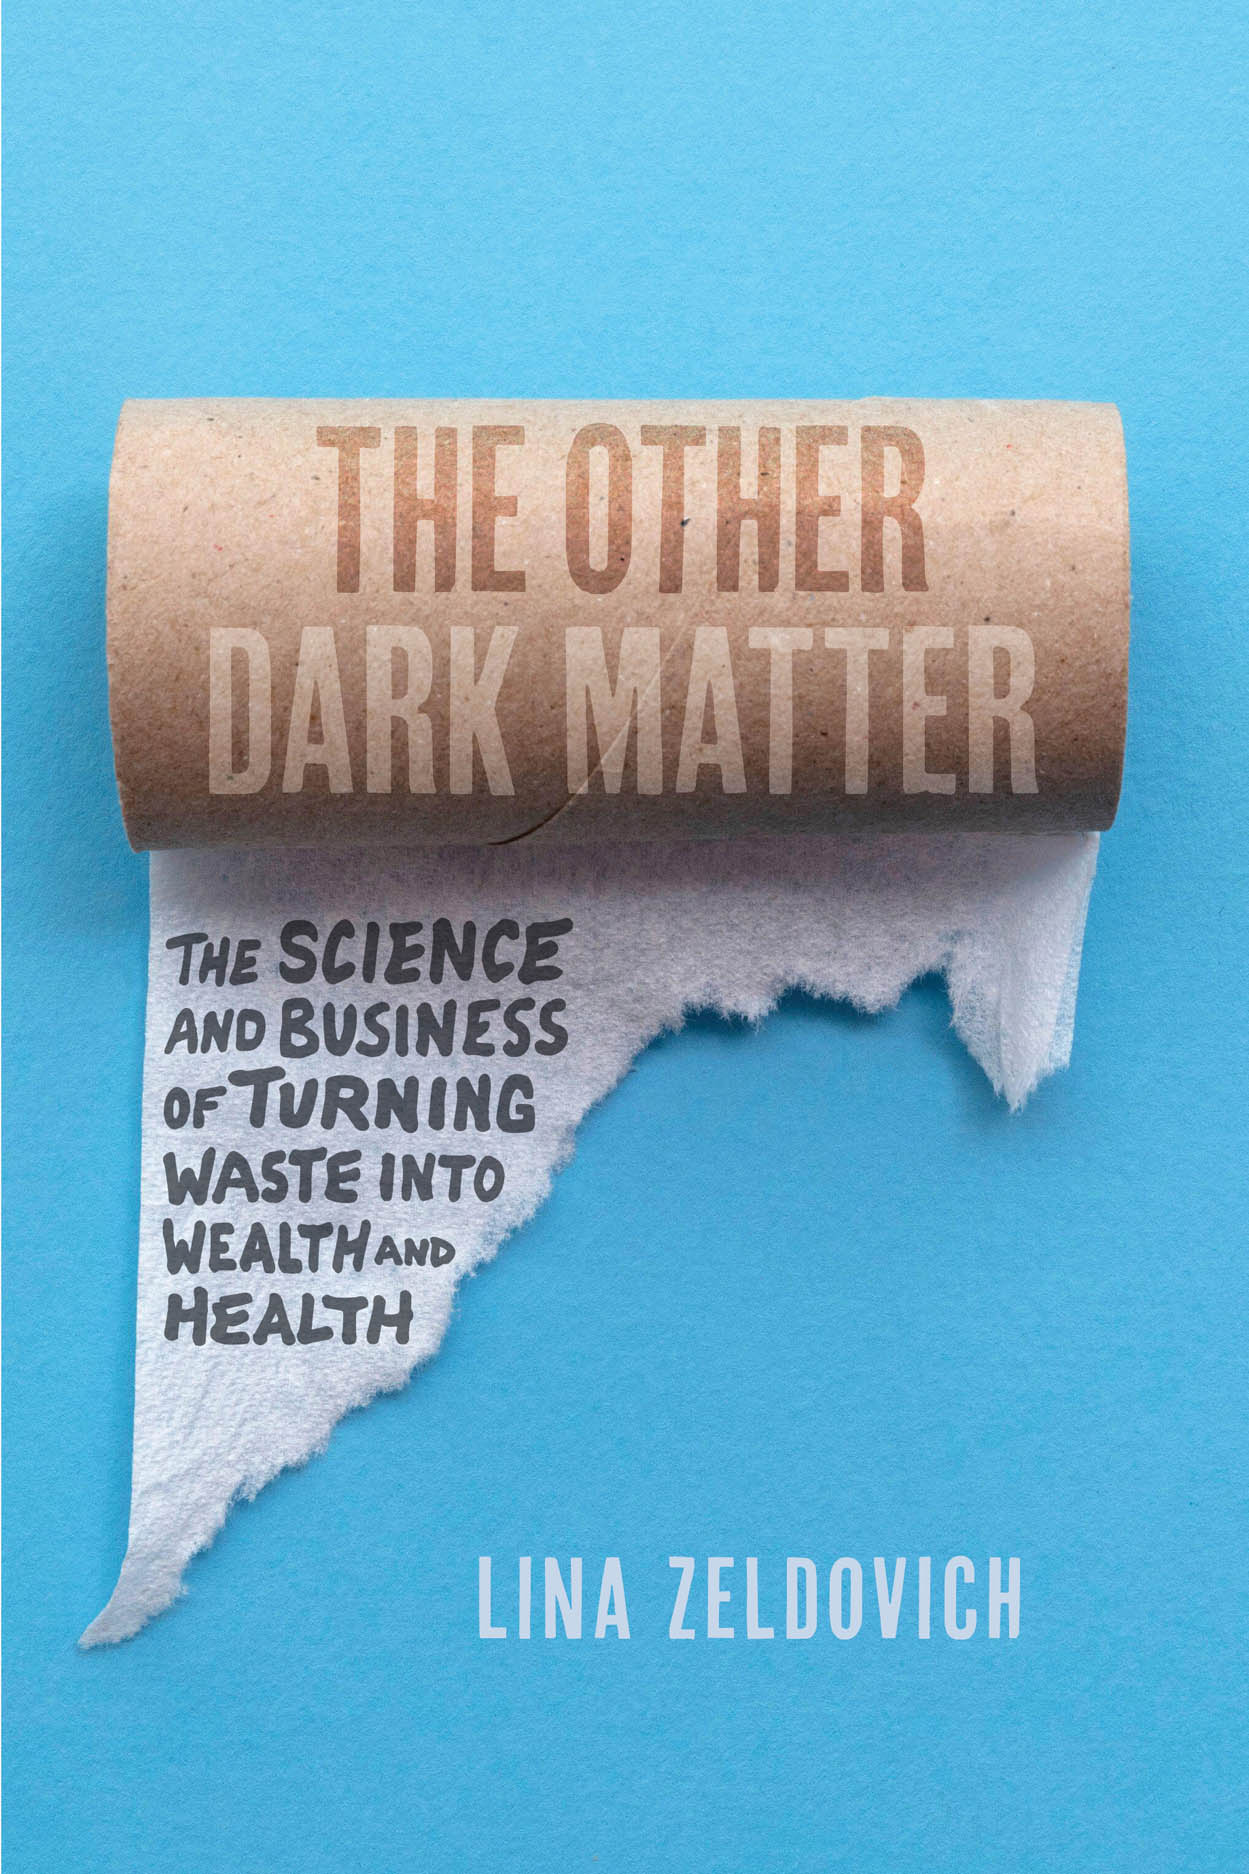 THE OTHER
DARK MATTER
THE SCIENCE
AND BUSINESS
OF TURNING
WASTE INTO
WEALTH AND
HEALTH
LINA ZELDOVICH